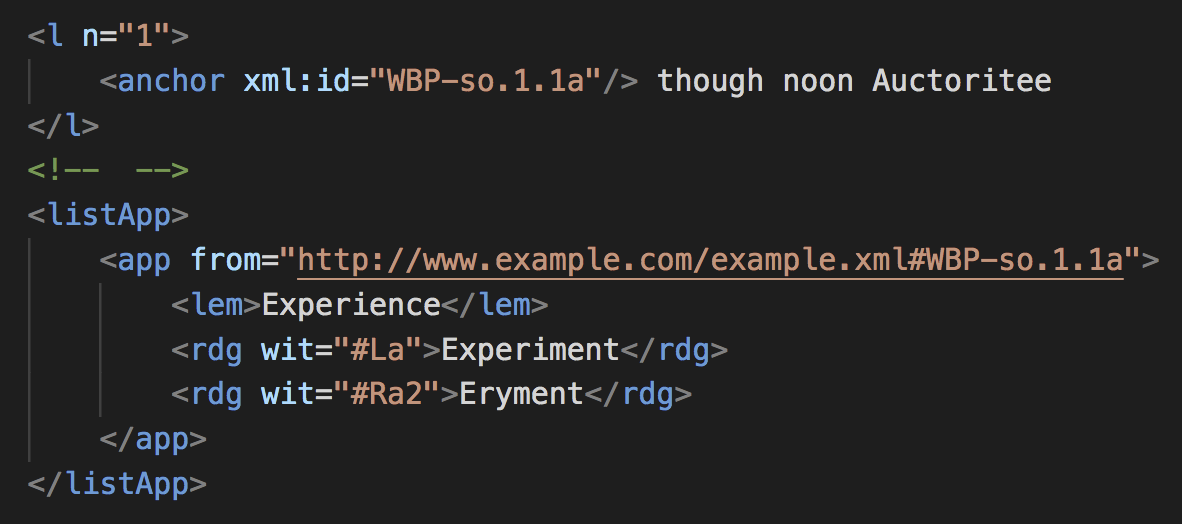 <l n="1">
<anchor xml:id="WBP-so.1.1a"/> though noon Auctoritee
</l>
<!--  -->
<listApp>
<app from="http://www.example.com/example.xml#WBP-so.1.1a">
<lem>Experience</lem>
<rdg wit="#La">Experiment</rdg>
<rdg wit="#Ra2">Eryment</rdg>
</app>
</listApp>